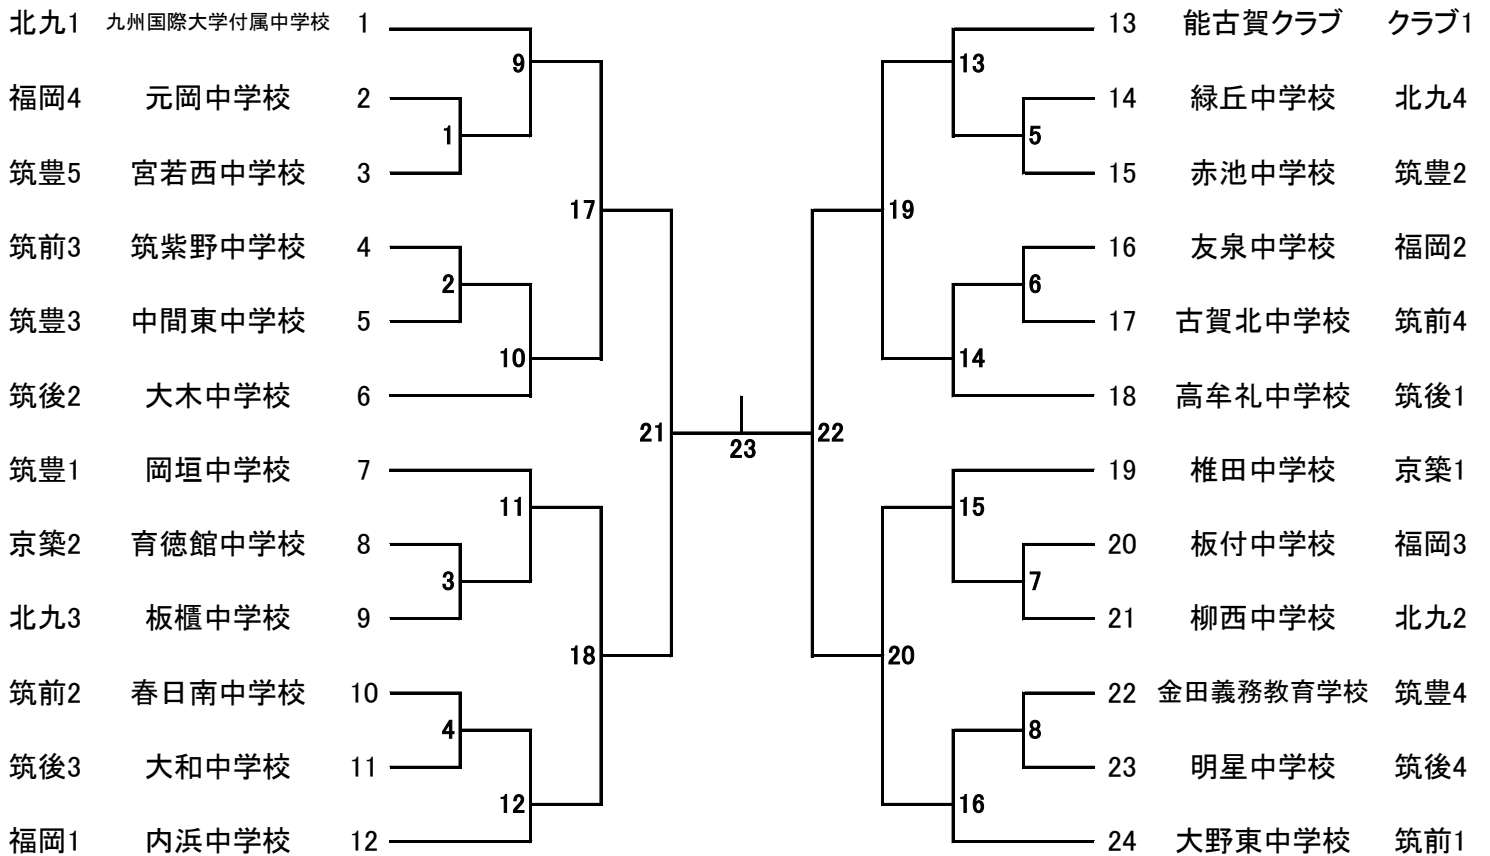 北九1 九州国際大学付属中学校 1 13 能古賀クラブ クラブ1
9 13
福岡4 元岡中学校 2 14 緑丘中学校 北九4
1 5
筑豊5 宮若西中学校 3 15 赤池中学校 筑豊2
17 19
筑前3 筑紫野中学校 4 16 友泉中学校 福岡2
2 6
筑豊3 中間東中学校 5 17 古賀北中学校 筑前4
10 14
筑後2 大木中学校 6 18 高牟礼中学校 筑後1
21 22
23
筑豊1 岡垣中学校 7 19 椎田中学校 京築1
11 15
京築2 育徳館中学校 8 20 板付中学校 福岡3
3 7
北九3 板櫃中学校 9 21 柳西中学校 北九2
18 20
筑前2 春日南中学校 10 22 金田義務教育学校 筑豊4
4 8
筑後3 大和中学校 11 23 明星中学校 筑後4
12 16
福岡1 内浜中学校 12 24 大野東中学校 筑前1